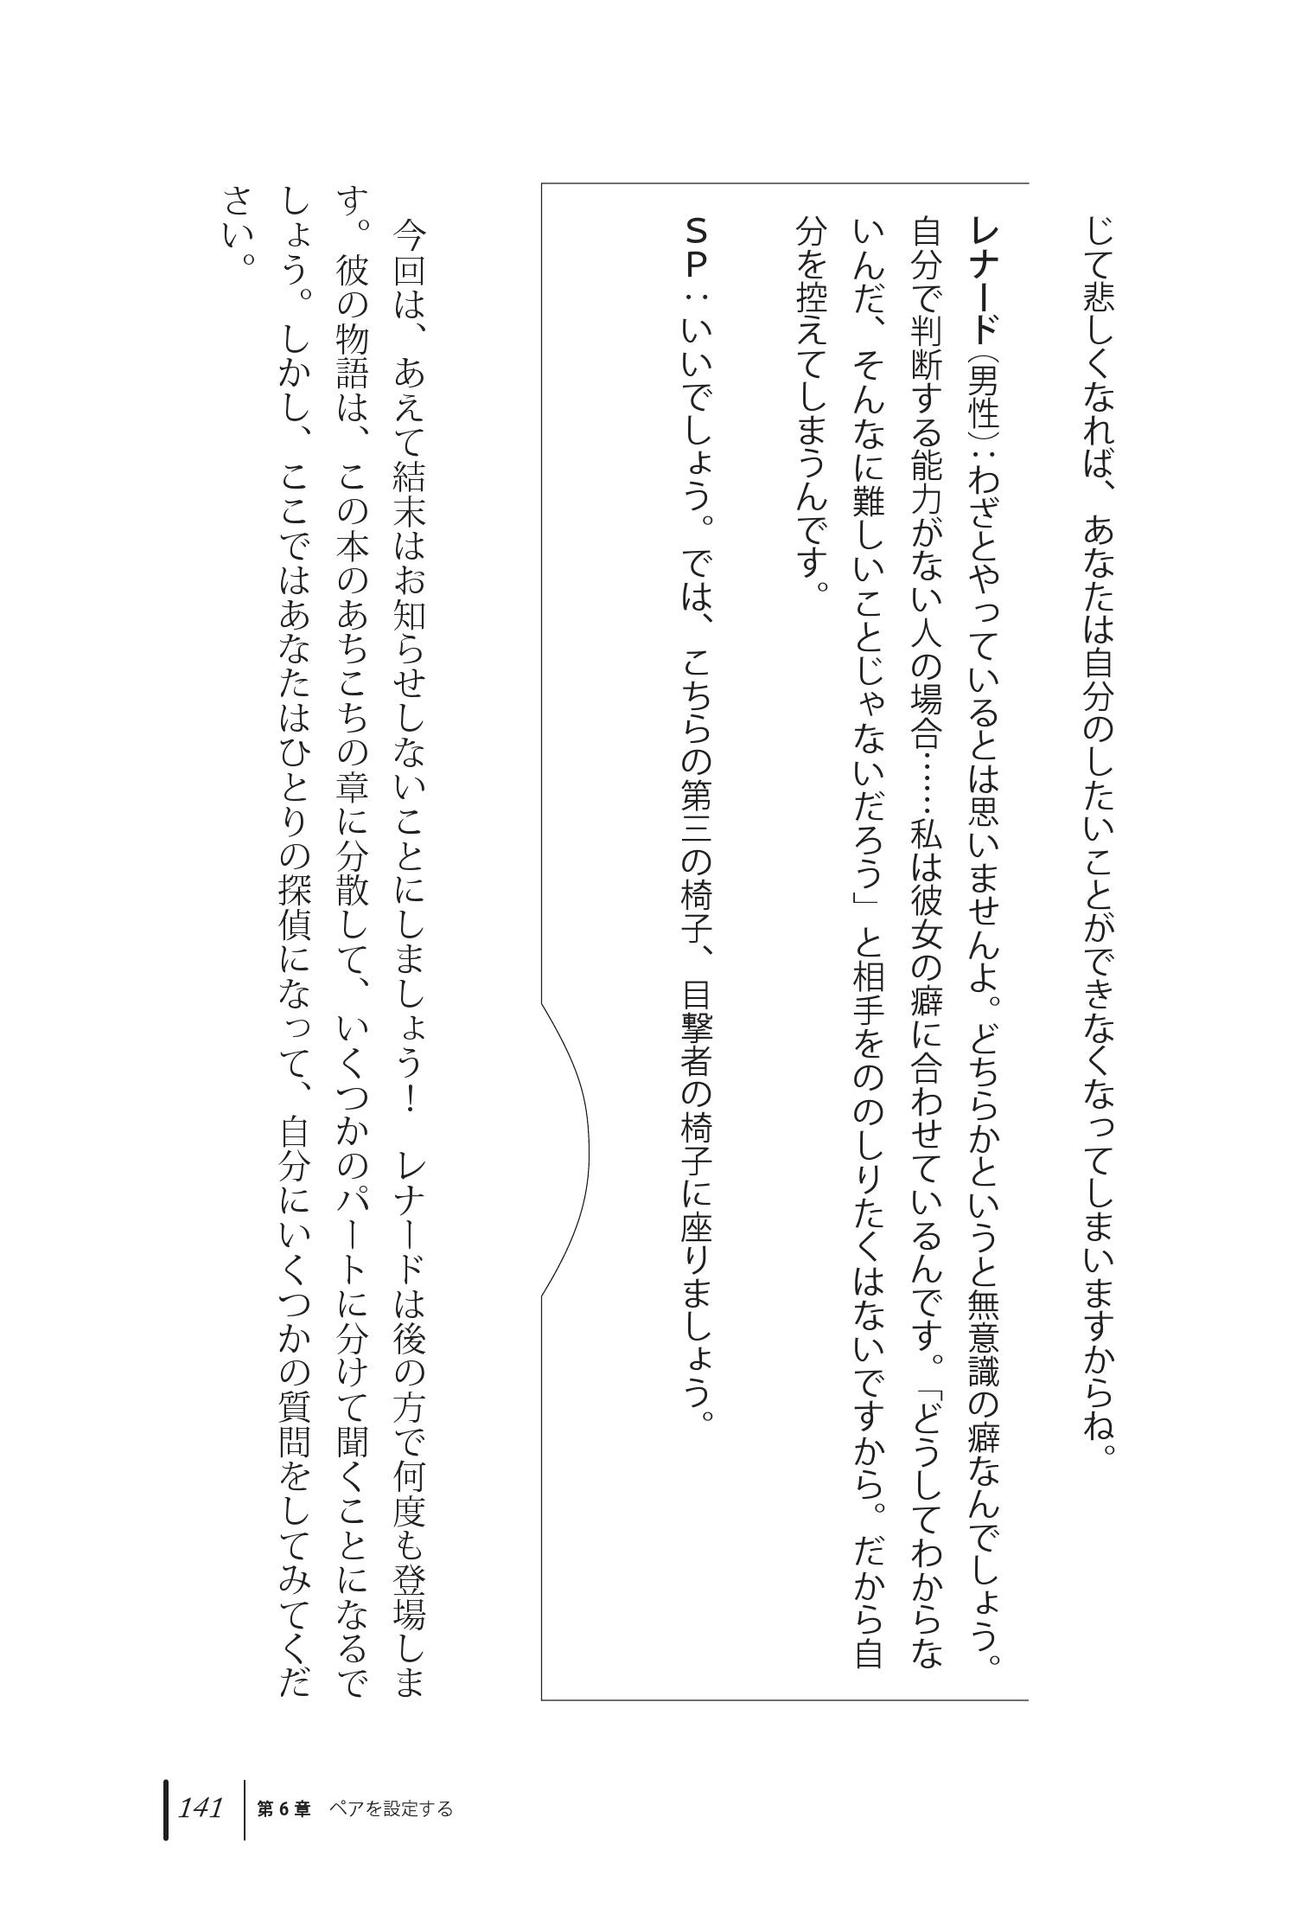 じて悲しくなれば、あなたは自分のしたいことができなくなってしまいますからね。
レナード（男性）：わざとやっているとは思いませんよ。どちらかというと無意識の癖なんでしょう。
自分で判断する能力がない人の場合……私は彼女の癖に合わせているんです。「どうしてわからな
いんだ、そんなに難しいことじゃないだろう」と相手をののしりたくはないですから。だから自
分を控えてしまうんです。
ＳＰ：いいでしょう。では、こちらの第三の椅子、目撃者の椅子に座りましょう。
今回は、あえて結末はお知らせしないことにしましょう！　レナードは後の方で何度も登場しま
す。彼の物語は、この本のあちこちの章に分散して、いくつかのパートに分けて聞くことになるで
しょう。しかし、ここではあなたはひとりの探偵になって、自分にいくつかの質問をしてみてくだ
さい。
141 第6章　ペアを設定する